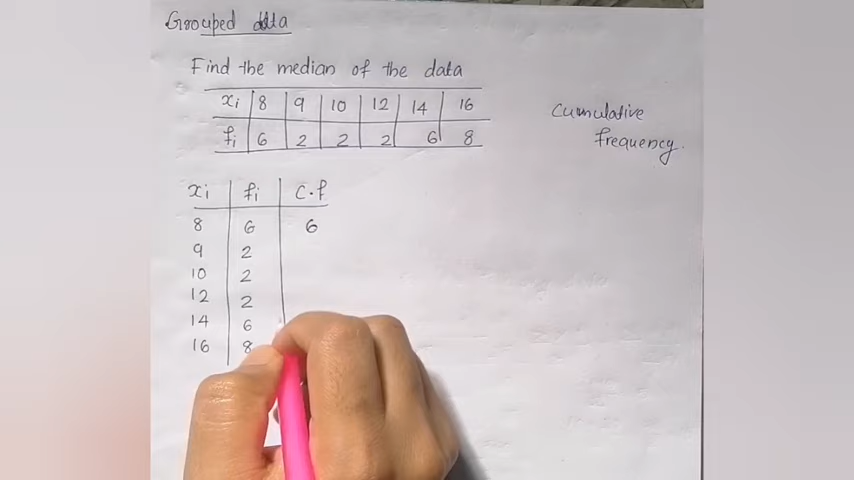 Grouped data
Find the median of the data
xi 8 9 10 12 14 16
fi 6 2 2 2 6 8
Cumulative
frequency.
xi fi C.f
8 6 6
9 2
10 2
12 2
14 6
16 8